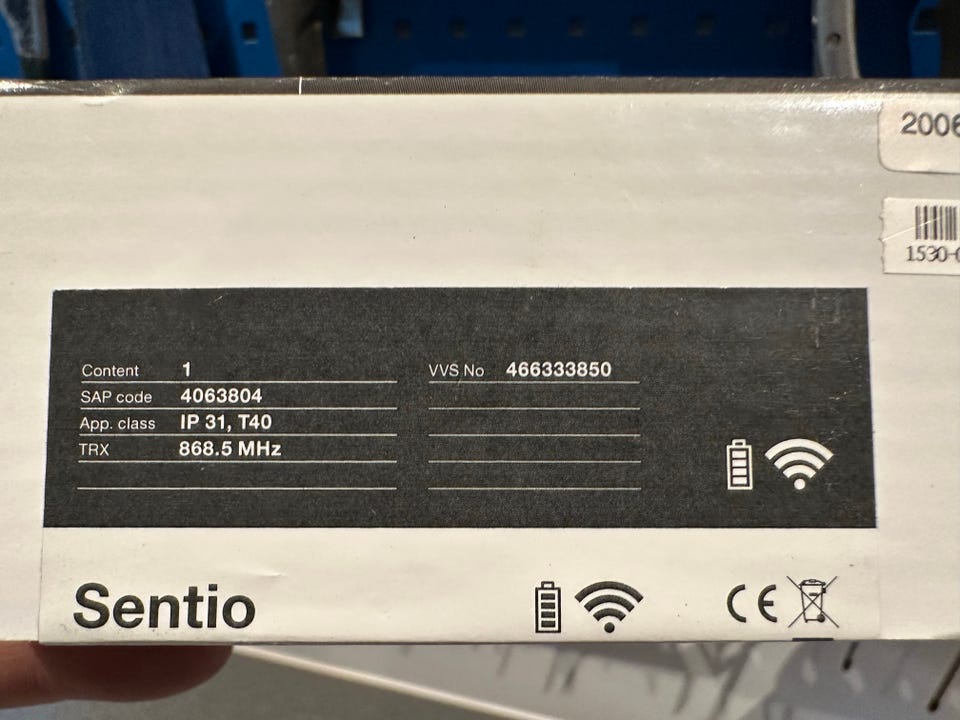 2006
1530-0
Content 1 VVS No 466333850
SAP code 4063804
App. class IP 31, T40
TRX 868.5 MHz
Sentio
CE